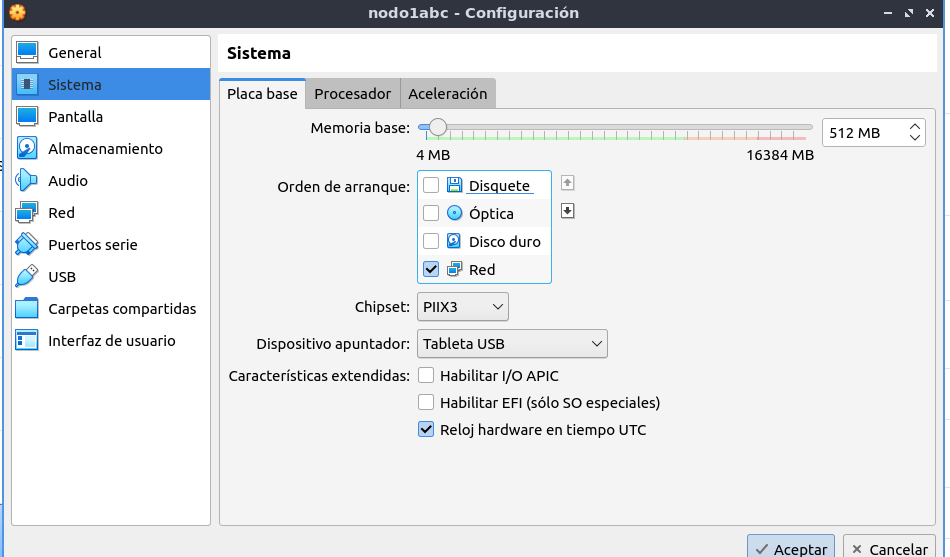 nodo1abc - Configuración
General
Sistema
Pantalla
Almacenamiento
Audio
Red
Puertos serie
USB
Carpetas compartidas
Interfaz de usuario
Sistema
Placa base Procesador Aceleración
Memoria base: 512 MB
4 MB 16384 MB
Orden de arranque: Disquete
Óptica
Disco duro
Red
Chipset: PIIX3
Dispositivo apuntador: Tableta USB
Características extendidas: Habilitar I/O APIC
Habilitar EFI (sólo SO especiales)
Reloj hardware en tiempo UTC
Aceptar Cancelar